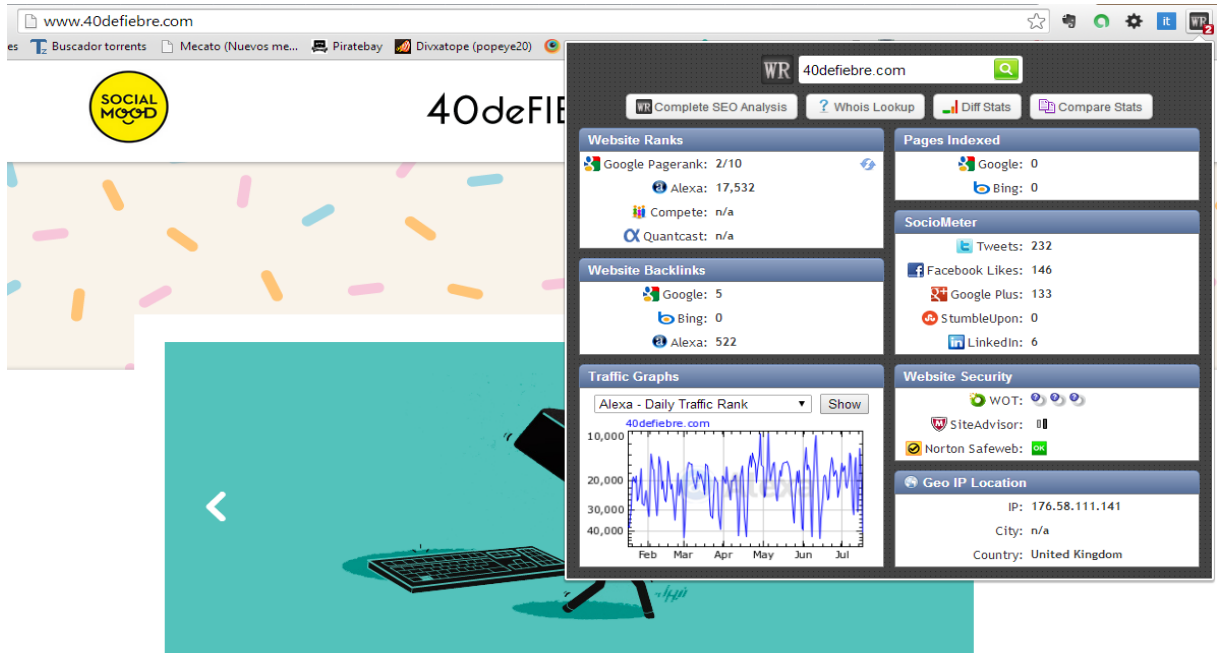 www.40defiebre.com
es Buscador torrents Mecato (Nuevos me... Piratebay Divxatope (popeye20)
it
WR
2
SOCIAL
MOOD
40deFIE
WR 40defiebre.com
WR Complete SEO Analysis ? Whois Lookup Diff Stats Compare Stats
Website Ranks
Google Pagerank: 2/10
Alexa: 17,532
Compete: n/a
Quantcast: n/a
Website Backlinks
Google: 5
Bing: 0
Alexa: 522
Traffic Graphs
Alexa - Daily Traffic Rank Show
40defiebre.com
10,000
20,000
30,000
40,000
Feb Mar Apr May Jun Jul
Pages Indexed
Google: 0
Bing: 0
SocioMeter
Tweets: 232
Facebook Likes: 146
Google Plus: 133
StumbleUpon: 0
LinkedIn: 6
Website Security
WOT: ? ? ?
SiteAdvisor:
Norton Safeweb: OK
Geo IP Location
IP: 176.58.111.141
City: n/a
Country: United Kingdom